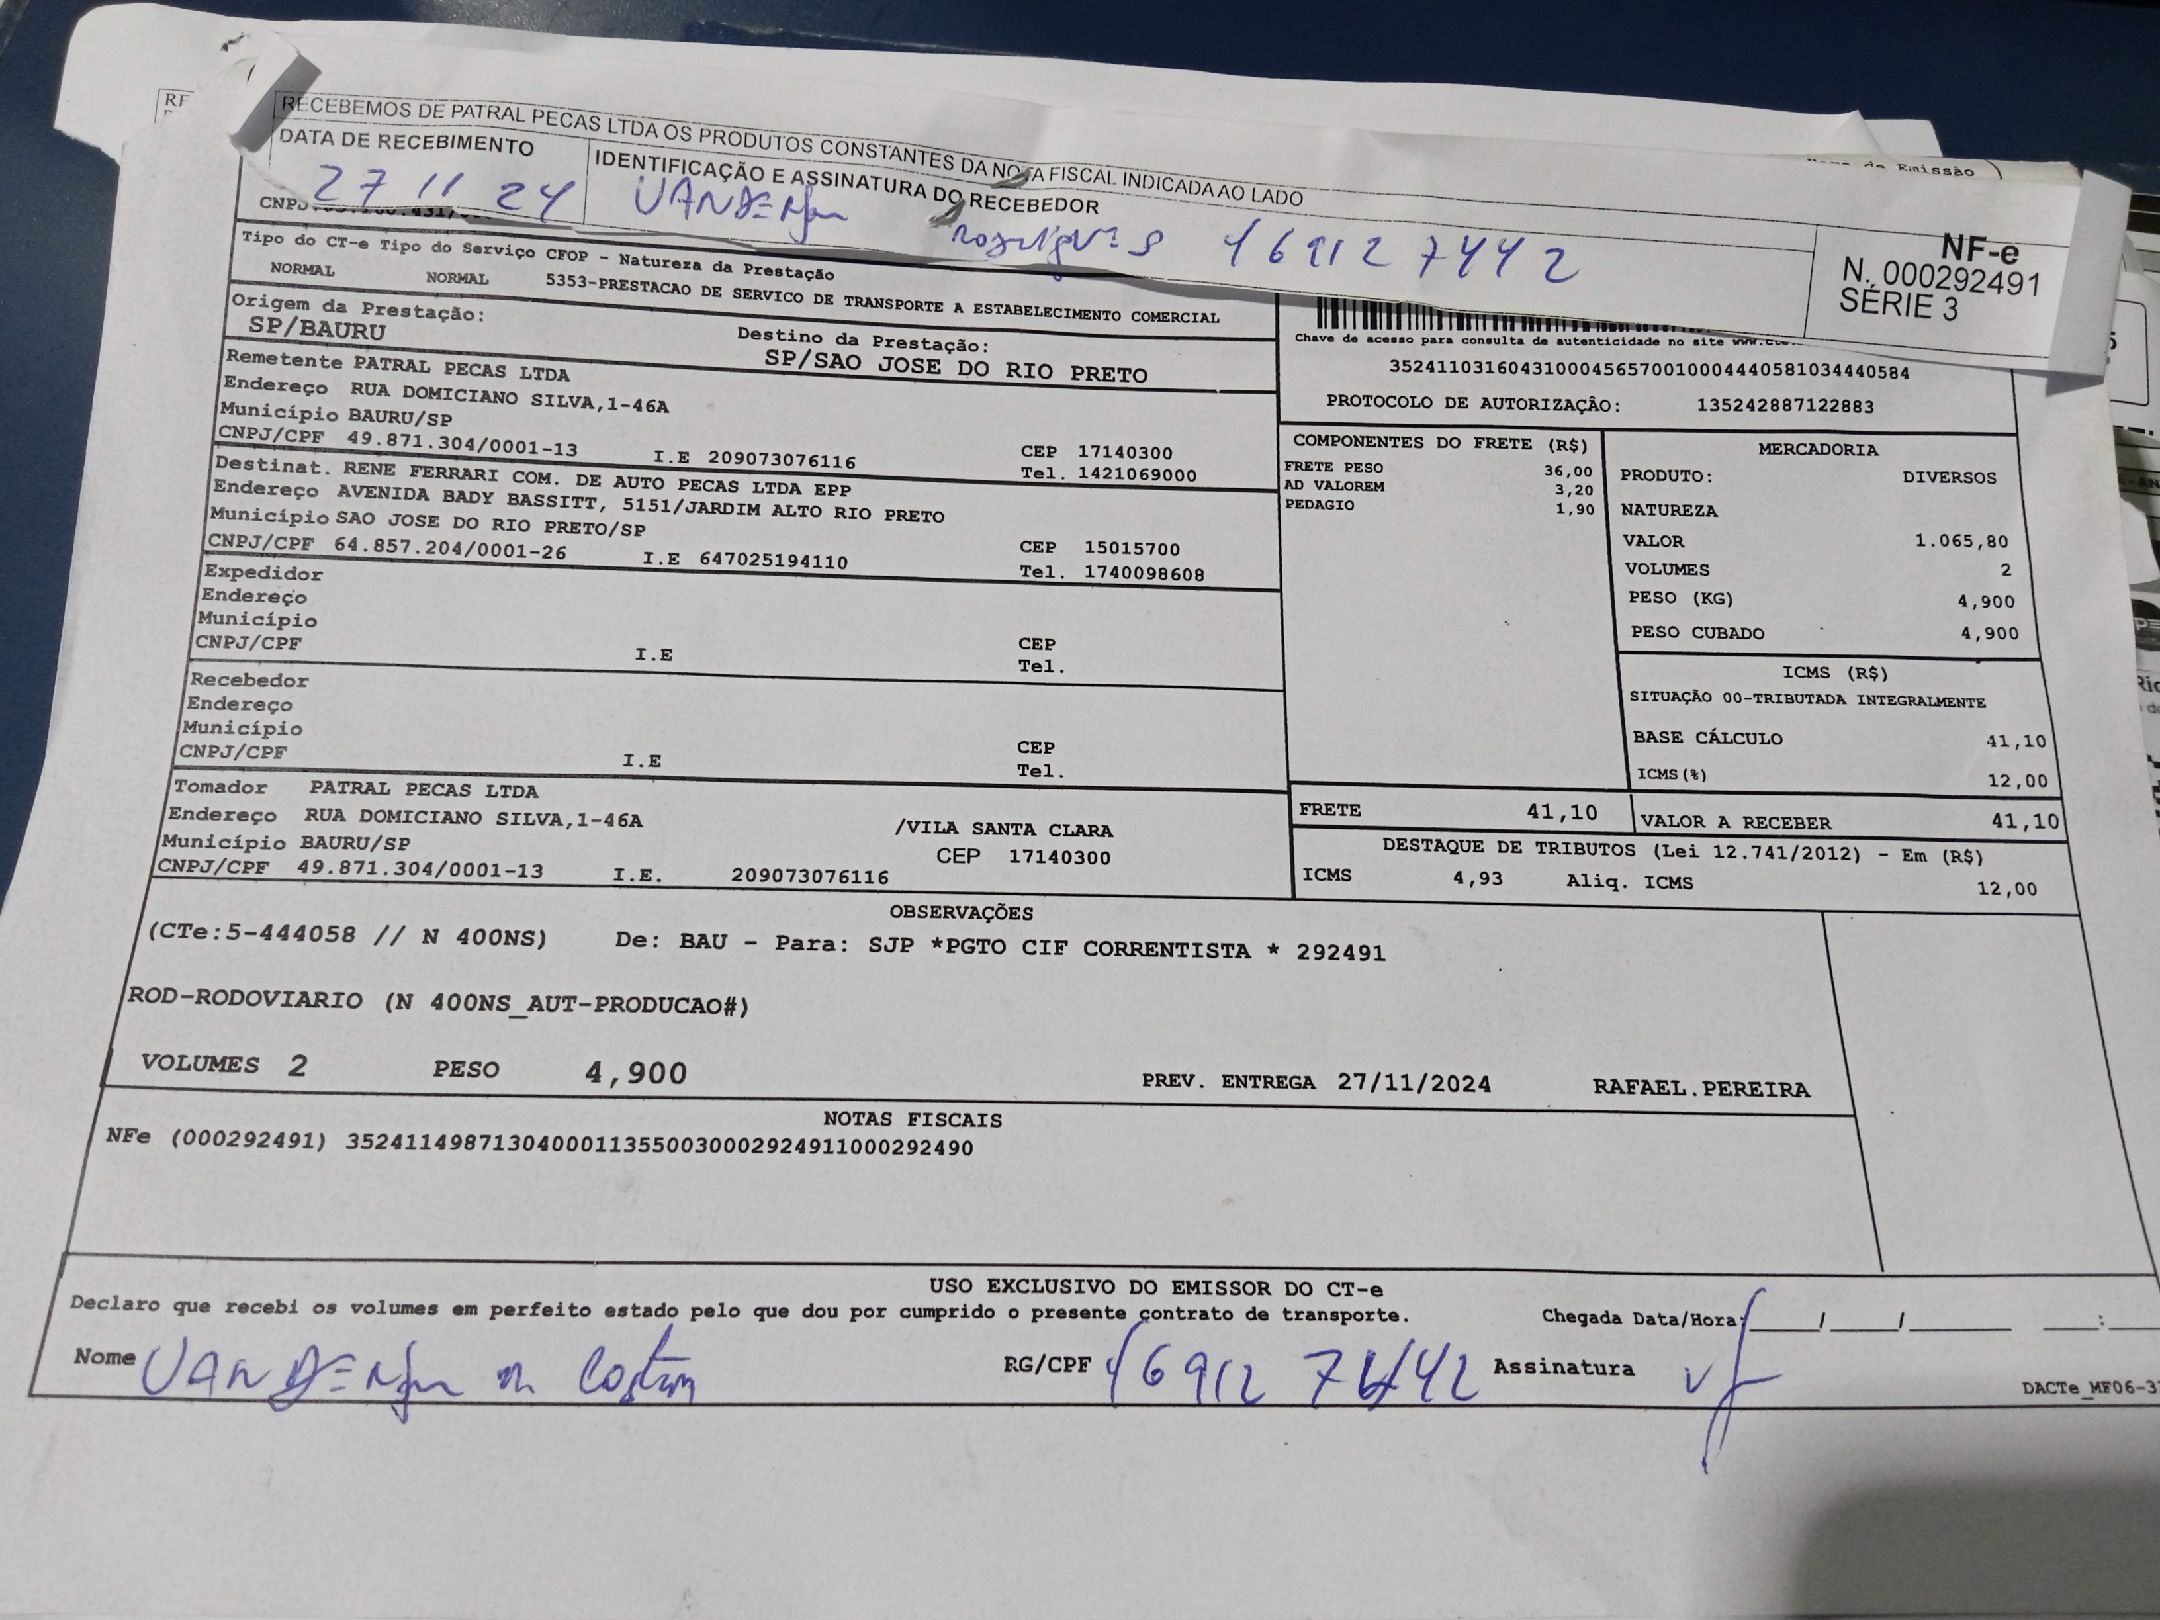 RECEBEMOS DE PATRAL PECAS LTDA OS PRODUTOS CONSTANTES DA NOTA FISCAL INDICADA AO LADO
DATA DE RECEBIMENTO
27 11 24
IDENTIFICAÇÃO E ASSINATURA DO RECEBEDOR
NF-e
N. 000292491
SÉRIE 3
Tipo do CT-e Tipo do Serviço CFOP - Natureza da Prestação
NORMAL NORMAL 5353-PRESTACAO DE SERVICO DE TRANSPORTE A ESTABELECIMENTO COMERCIAL
Origem da Prestação:
SP/BAURU
Destino da Prestação:
SP/SAO JOSE DO RIO PRETO
Chave de acesso para consulta de autenticidade no site
35241103160431000456570010004440581034440584
PROTOCOLO DE AUTORIZAÇÃO: 135242887122883
Remetente PATRAL PECAS LTDA
Endereço RUA DOMICIANO SILVA,1-46A
Município BAURU/SP
CNPJ/CPF 49.871.304/0001-13 I.E 209073076116
CEP 17140300
Tel. 1421069000
Destinat. RENE FERRARI COM. DE AUTO PECAS LTDA EPP
Endereço AVENIDA BADY BASSITT, 5151/JARDIM ALTO RIO PRETO
Município SAO JOSE DO RIO PRETO/SP
CNPJ/CPF 64.857.204/0001-26 I.E 647025194110
CEP 15015700
Tel. 1740098608
Expedidor
Endereço
Município
CNPJ/CPF I.E
CEP
Tel.
Recebedor
Endereço
Município
CNPJ/CPF I.E
CEP
Tel.
Tomador PATRAL PECAS LTDA
Endereço RUA DOMICIANO SILVA,1-46A /VILA SANTA CLARA
Município BAURU/SP CEP 17140300
CNPJ/CPF 49.871.304/0001-13 I.E. 209073076116
COMPONENTES DO FRETE (R$)
FRETE PESO 36,00
AD VALOREM 3,20
PEDAGIO 1,90
MERCADORIA
PRODUTO: DIVERSOS
NATUREZA
VALOR 1.065,80
VOLUMES 2
PESO (KG) 4,900
PESO CUBADO 4,900
ICMS (R$)
SITUAÇÃO 00-TRIBUTADA INTEGRALMENTE
BASE CÁLCULO 41,10
ICMS(%) 12,00
FRETE 41,10 VALOR A RECEBER 41,10
DESTAQUE DE TRIBUTOS (Lei 12.741/2012) - Em (R$)
ICMS 4,93 Aliq. ICMS 12,00
OBSERVAÇÕES
(CTe:5-444058 // N 400NS) De: BAU - Para: SJP *PGTO CIF CORRENTISTA * 292491
ROD-RODOVIARIO (N 400NS_AUT-PRODUCAO#)
VOLUMES 2 PESO 4,900 PREV. ENTREGA 27/11/2024 RAFAEL.PEREIRA
NOTAS FISCAIS
NFe (000292491) 35241149871304000113550030002924911000292490
USO EXCLUSIVO DO EMISSOR DO CT-e
Declaro que recebi os volumes em perfeito estado pelo que dou por cumprido o presente contrato de transporte. Chegada Data/Hora
Nome RG/CPF Assinatura